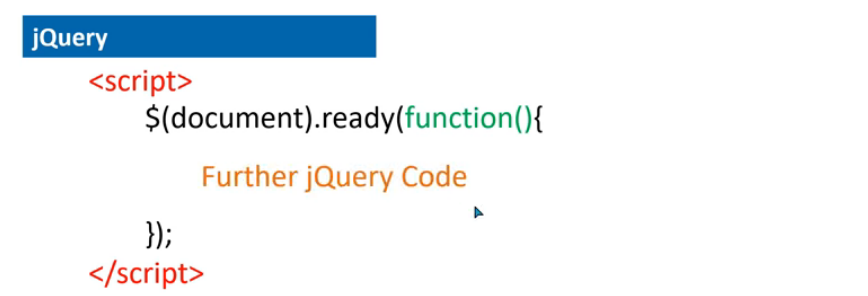 jQuery
<script>
$(document).ready(function(){
Further jQuery Code
});
</script>